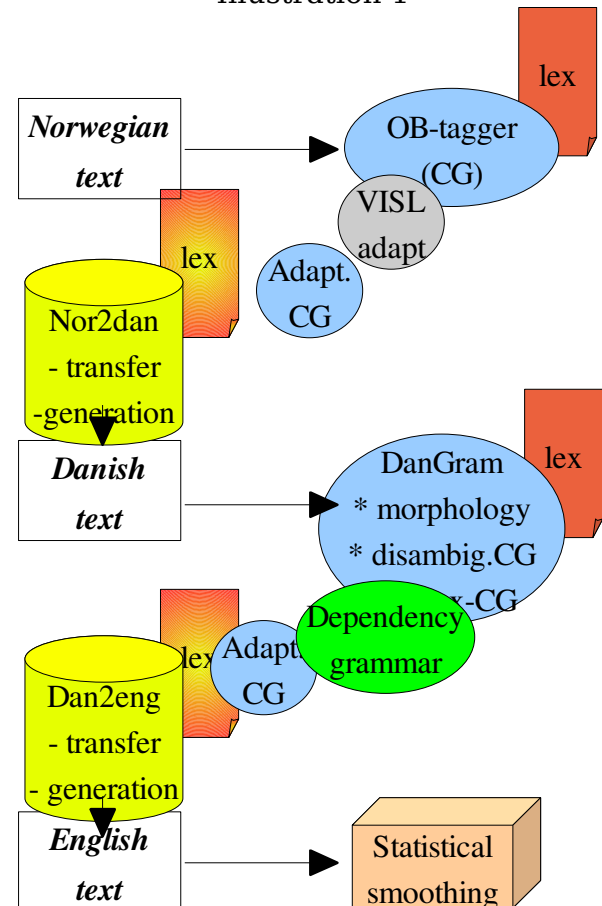 Norwegian
text
OB-tagger
(CG)
lex
VISL
adapt
lex
Adapt.
CG
Nor2dan
- transfer
-generation
Danish
text
DanGram
* morphology
* disambig.CG
x-CG
lex
Dependency
grammar
lex
Adapt.
CG
Dan2eng
- transfer
- generation
English
text
Statistical
smoothing